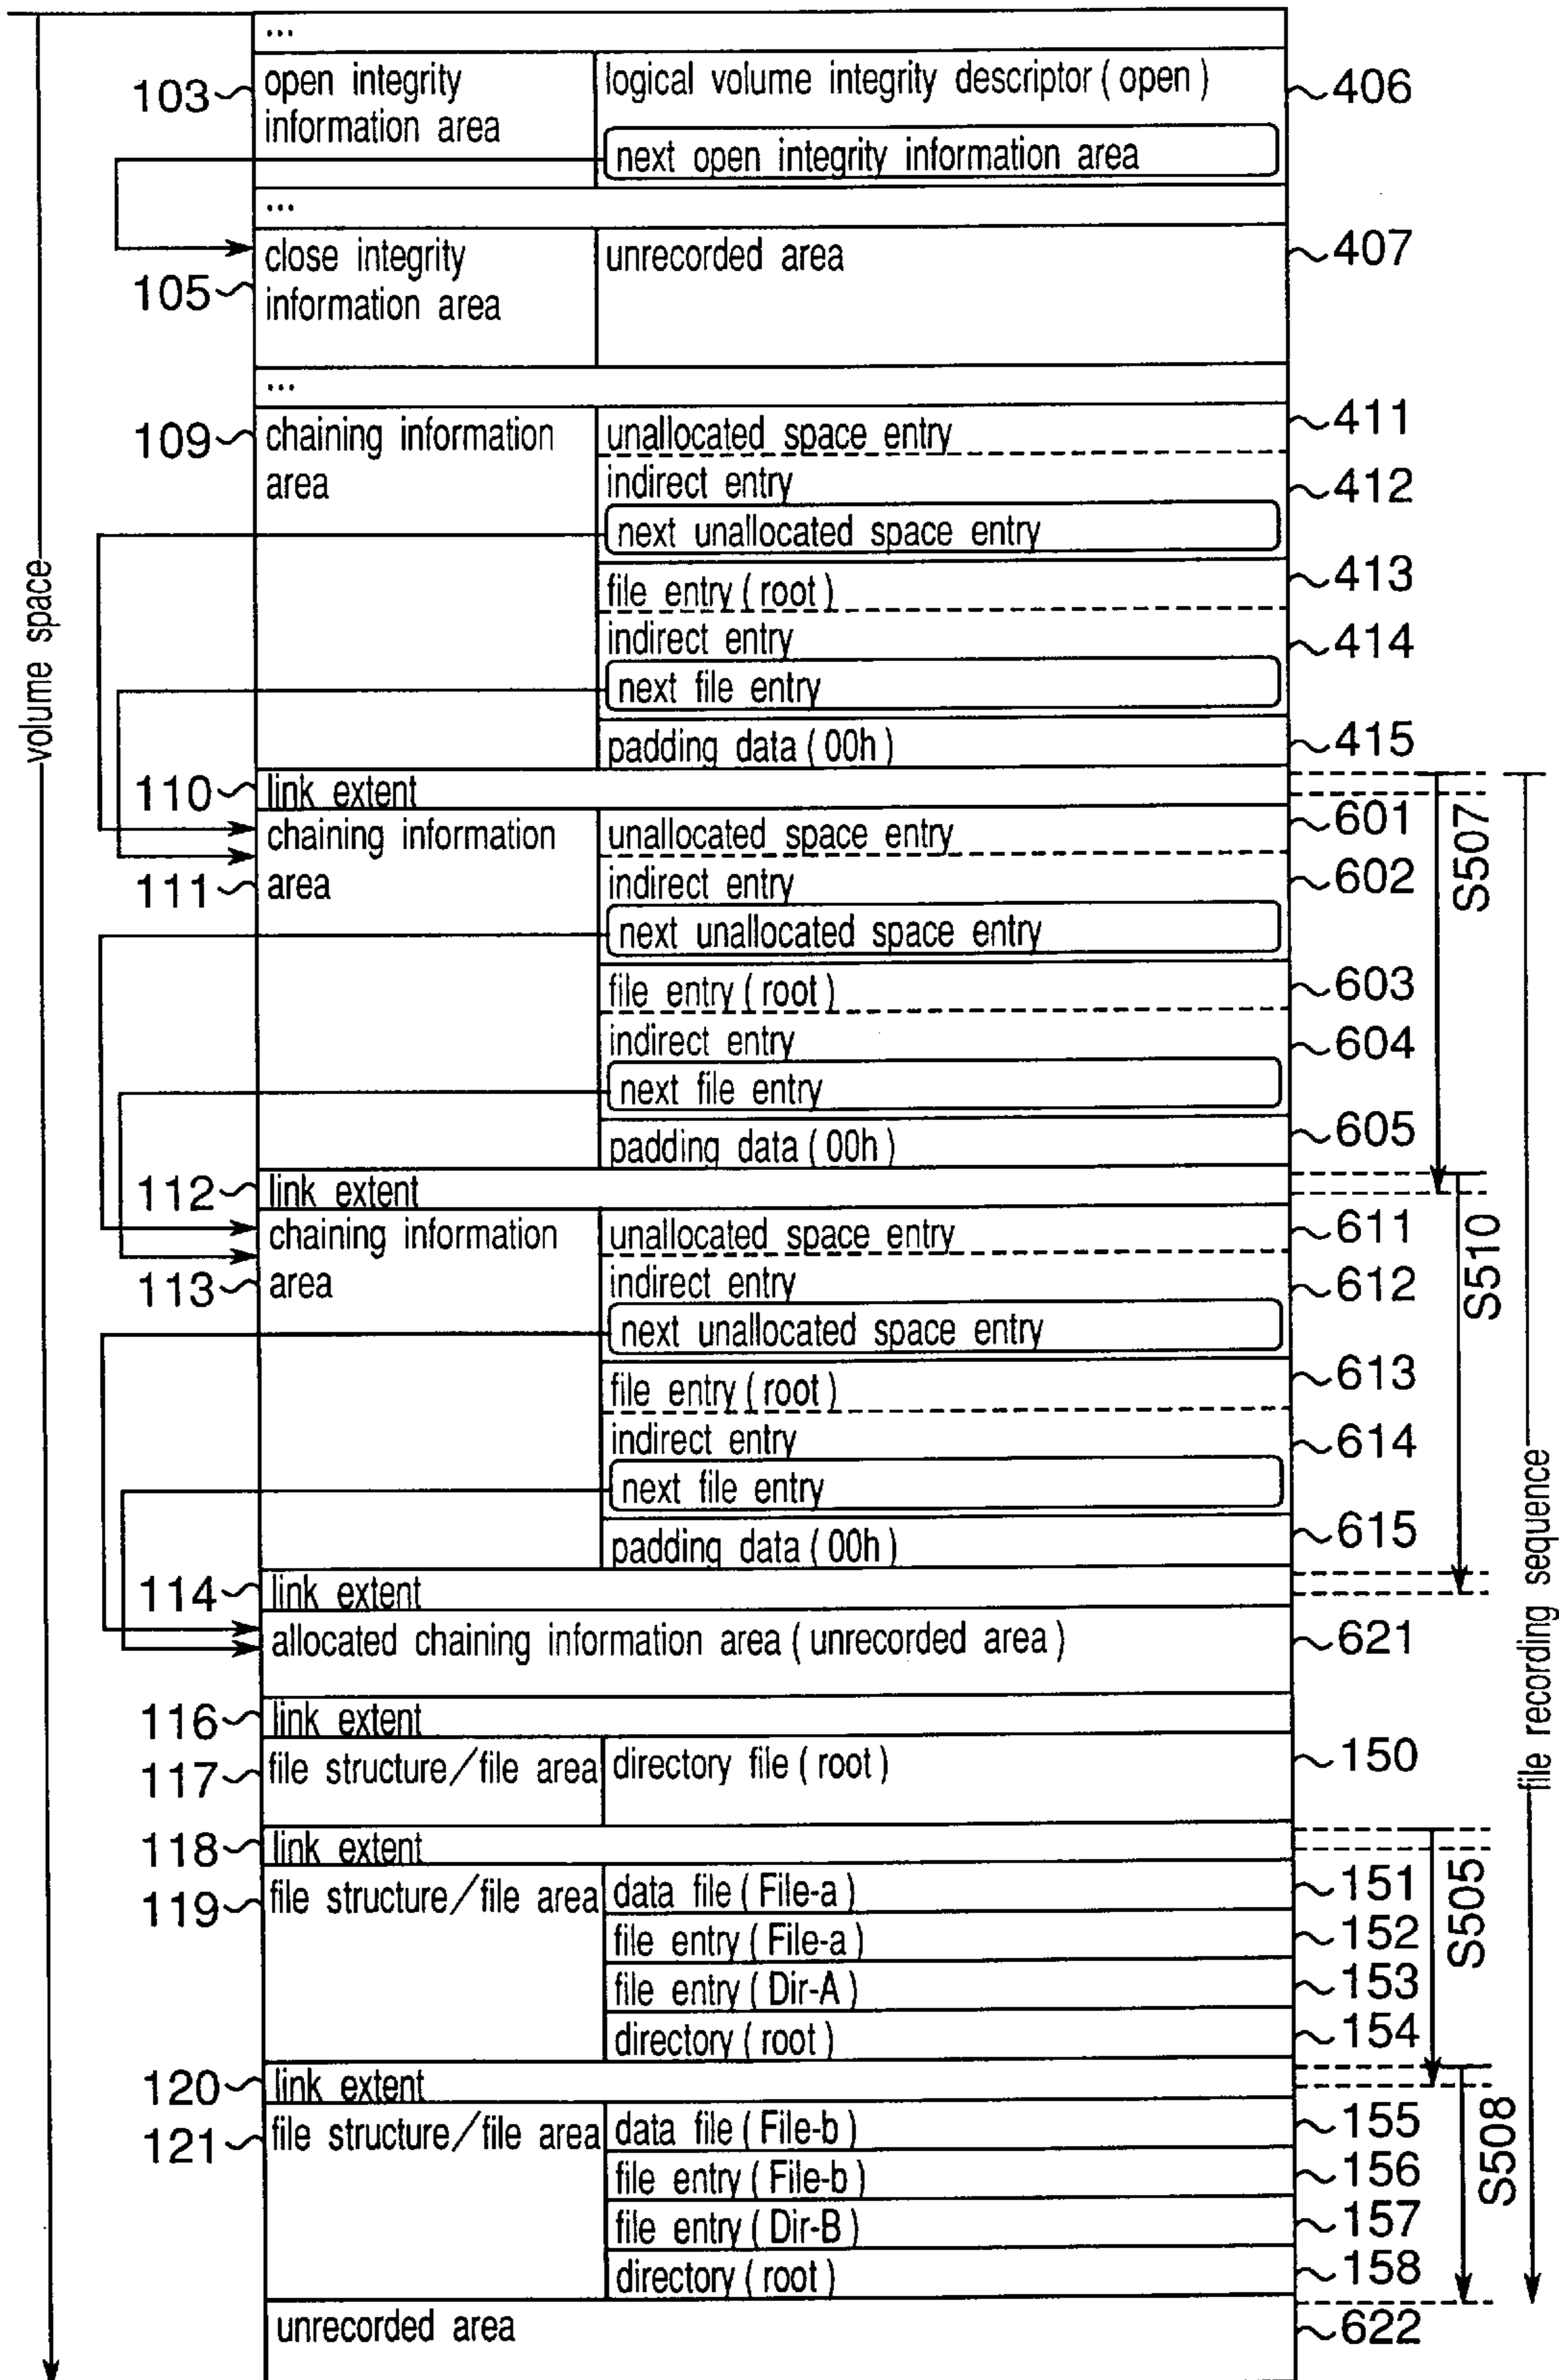 ...
103 open integrity information area
logical volume integrity descriptor (open) 406
next open integrity information area
...
105 close integrity information area
unrecorded area 407
...
109 chaining information area
unallocated space entry 411
indirect entry 412
next unallocated space entry
file entry (root) 413
indirect entry 414
next file entry
padding data (00h) 415
110 link extent
111 chaining information area
unallocated space entry 601
indirect entry 602
next unallocated space entry
file entry (root) 603
indirect entry 604
next file entry
padding data (00h) 605
112 link extent
113 chaining information area
unallocated space entry 611
indirect entry 612
next unallocated space entry
file entry (root) 613
indirect entry 614
next file entry
padding data (00h) 615
114 link extent
allocated chaining information area (unrecorded area) 621
116 link extent
117 file structure/file area
directory file (root) 150
118 link extent
119 file structure/file area
data file (File-a) 151
file entry (File-a) 152
file entry (Dir-A) 153
directory (root) 154
120 link extent
121 file structure/file area
data file (File-b) 155
file entry (File-b) 156
file entry (Dir-B) 157
directory (root) 158
unrecorded area 622
volume space
S507
S510
S505
S508
file recording sequence